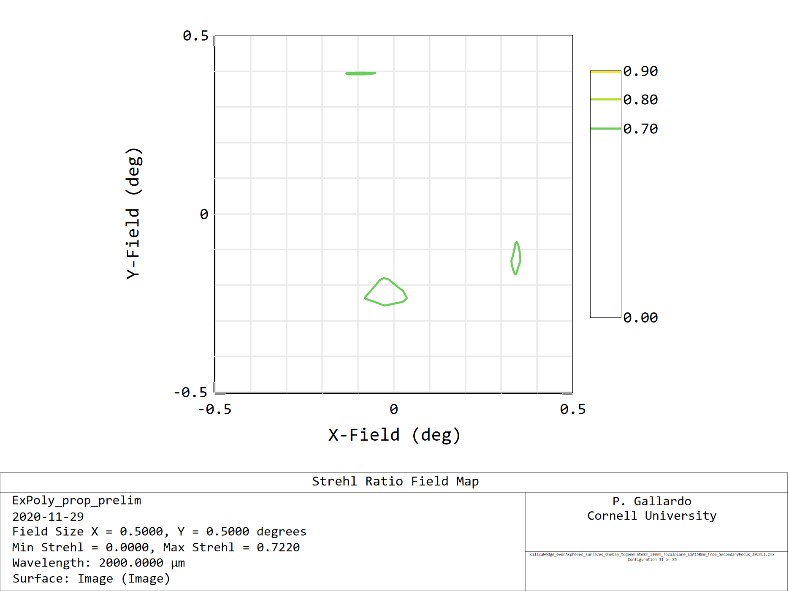 0.5
0
-0.5
Y-Field (deg)
-0.5
0
0.5
X-Field (deg)
0.90
0.80
0.70
0.00
Strehl Ratio Field Map
ExPoly_prop_prelim
2020-11-29
Field Size X = 0.5000, Y = 0.5000 degrees
Min Strehl = 0.0000, Max Strehl = 0.7220
Wavelength: 2000.0000 µm
Surface: Image (Image)
P. Gallardo
Cornell University